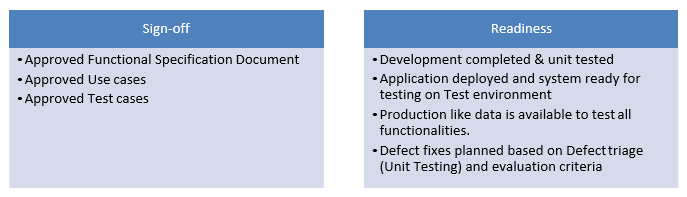 Sign-off
• Approved Functional Specification Document
• Approved Use cases
• Approved Test cases
Readiness
• Development completed & unit tested
• Application deployed and system ready for
testing on Test environment
• Production like data is available to test all
functionalities.
• Defect fixes planned based on Defect triage
(Unit Testing) and evaluation criteria